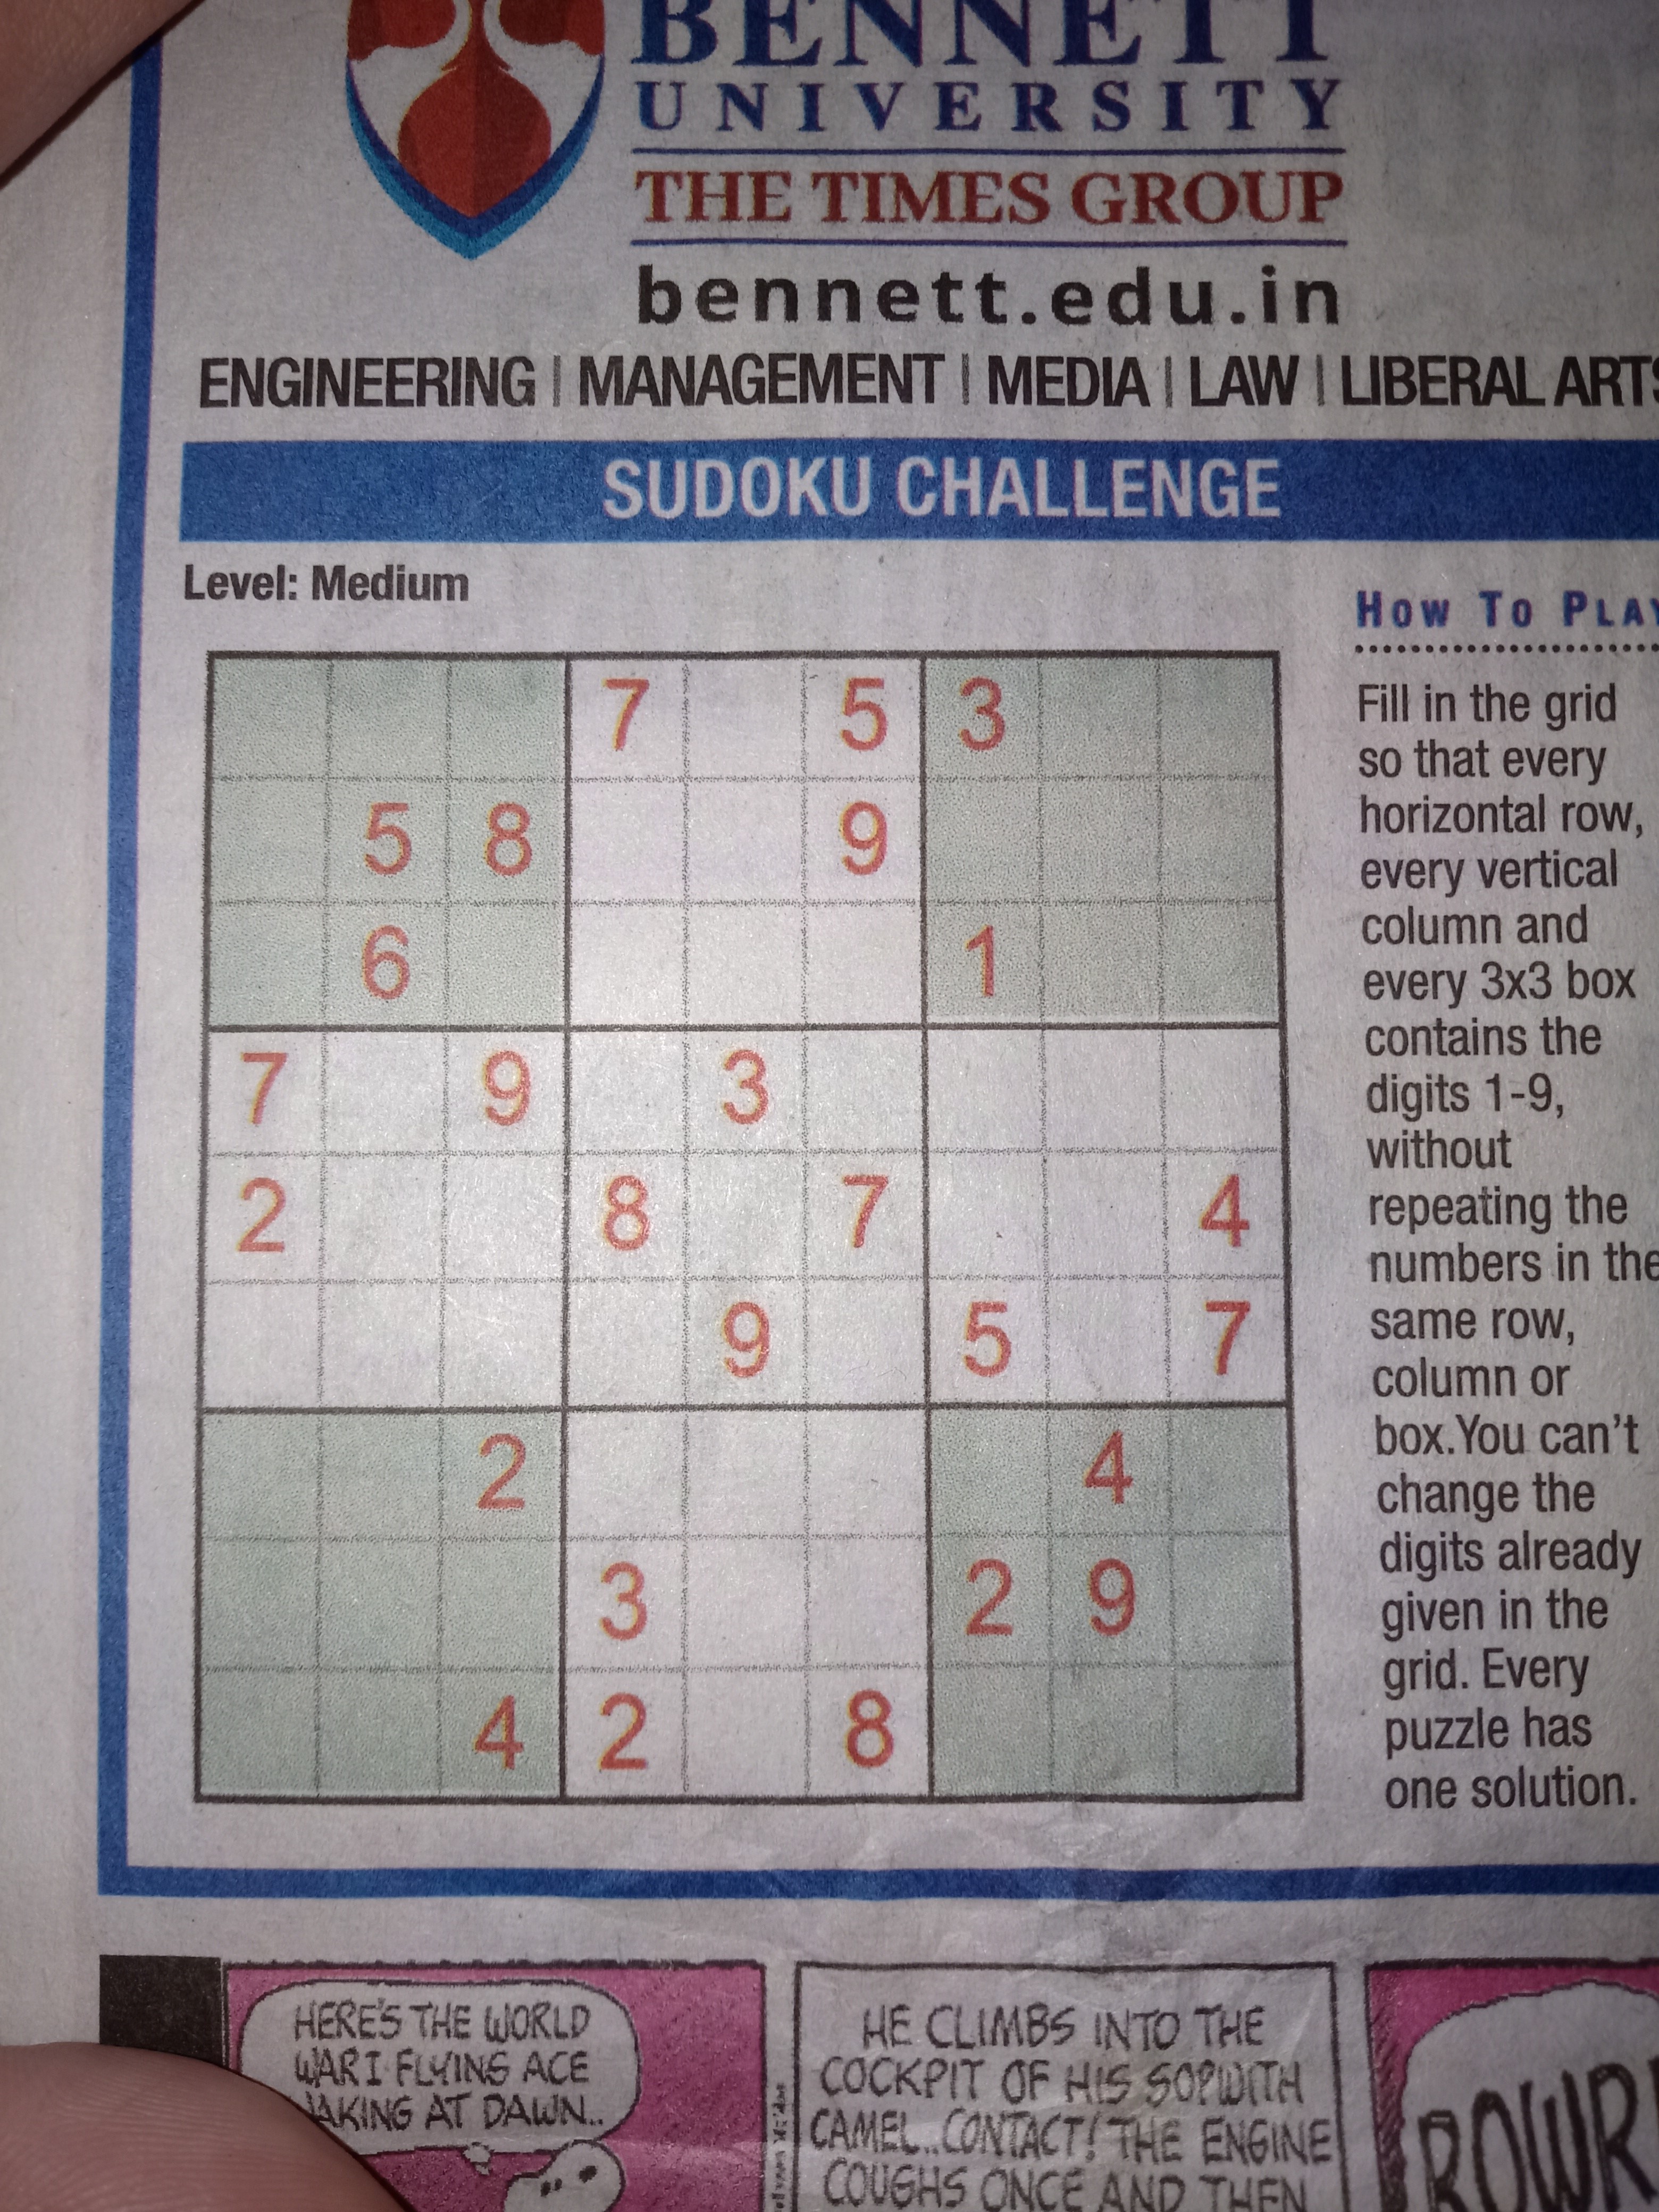 BENNETT
UNIVERSITY
THE TIMES GROUP
bennett.edu.in
ENGINEERING | MANAGEMENT | MEDIA | LAW | LIBERAL ARTS
SUDOKU CHALLENGE
Level: Medium
7 5 3
5 8 9
6 1
7 9 3
2 8 7 4
9 5 7
2 4
3 2 9
4 2 8
HOW TO PLAY
Fill in the grid
so that every
horizontal row,
every vertical
column and
every 3x3 box
contains the
digits 1-9,
without
repeating the
numbers in the
same row,
column or
box.You can't
change the
digits already
given in the
grid. Every
puzzle has
one solution.
HERE'S THE WORLD
WAR I FLYING ACE
WAKING AT DAWN..
HE CLIMBS INTO THE
COCKPIT OF HIS SOPWITH
CAMEL..CONTACT! THE ENGINE
COUGHS ONCE AND THEN